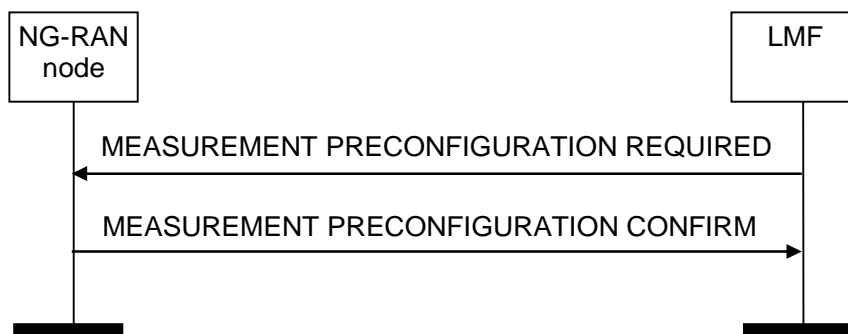 NG-RAN
node
LMF
MEASUREMENT PRECONFIGURATION REQUIRED
MEASUREMENT PRECONFIGURATION CONFIRM